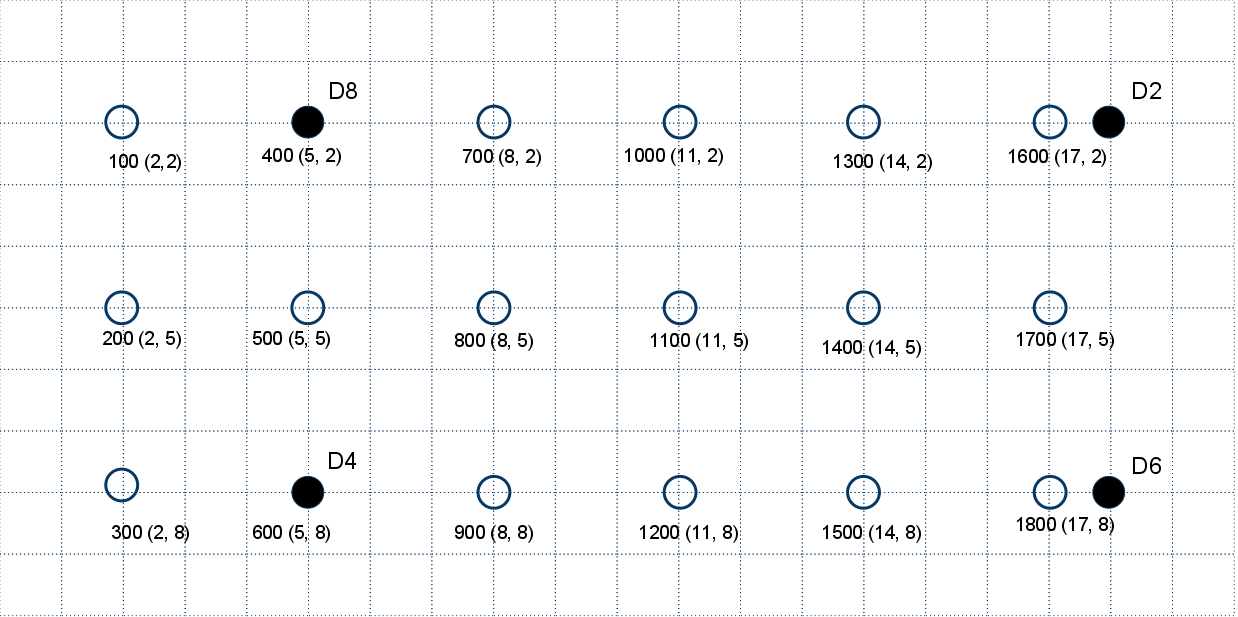 D8
D2
100 (2,2)
400 (5, 2)
700 (8, 2)
1000 (11, 2)
1300 (14, 2)
1600 (17, 2)
200 (2, 5)
500 (5, 5)
800 (8, 5)
1100 (11, 5)
1400 (14, 5)
1700 (17, 5)
D4
D6
300 (2, 8)
600 (5, 8)
900 (8, 8)
1200 (11, 8)
1500 (14, 8)
1800 (17, 8)